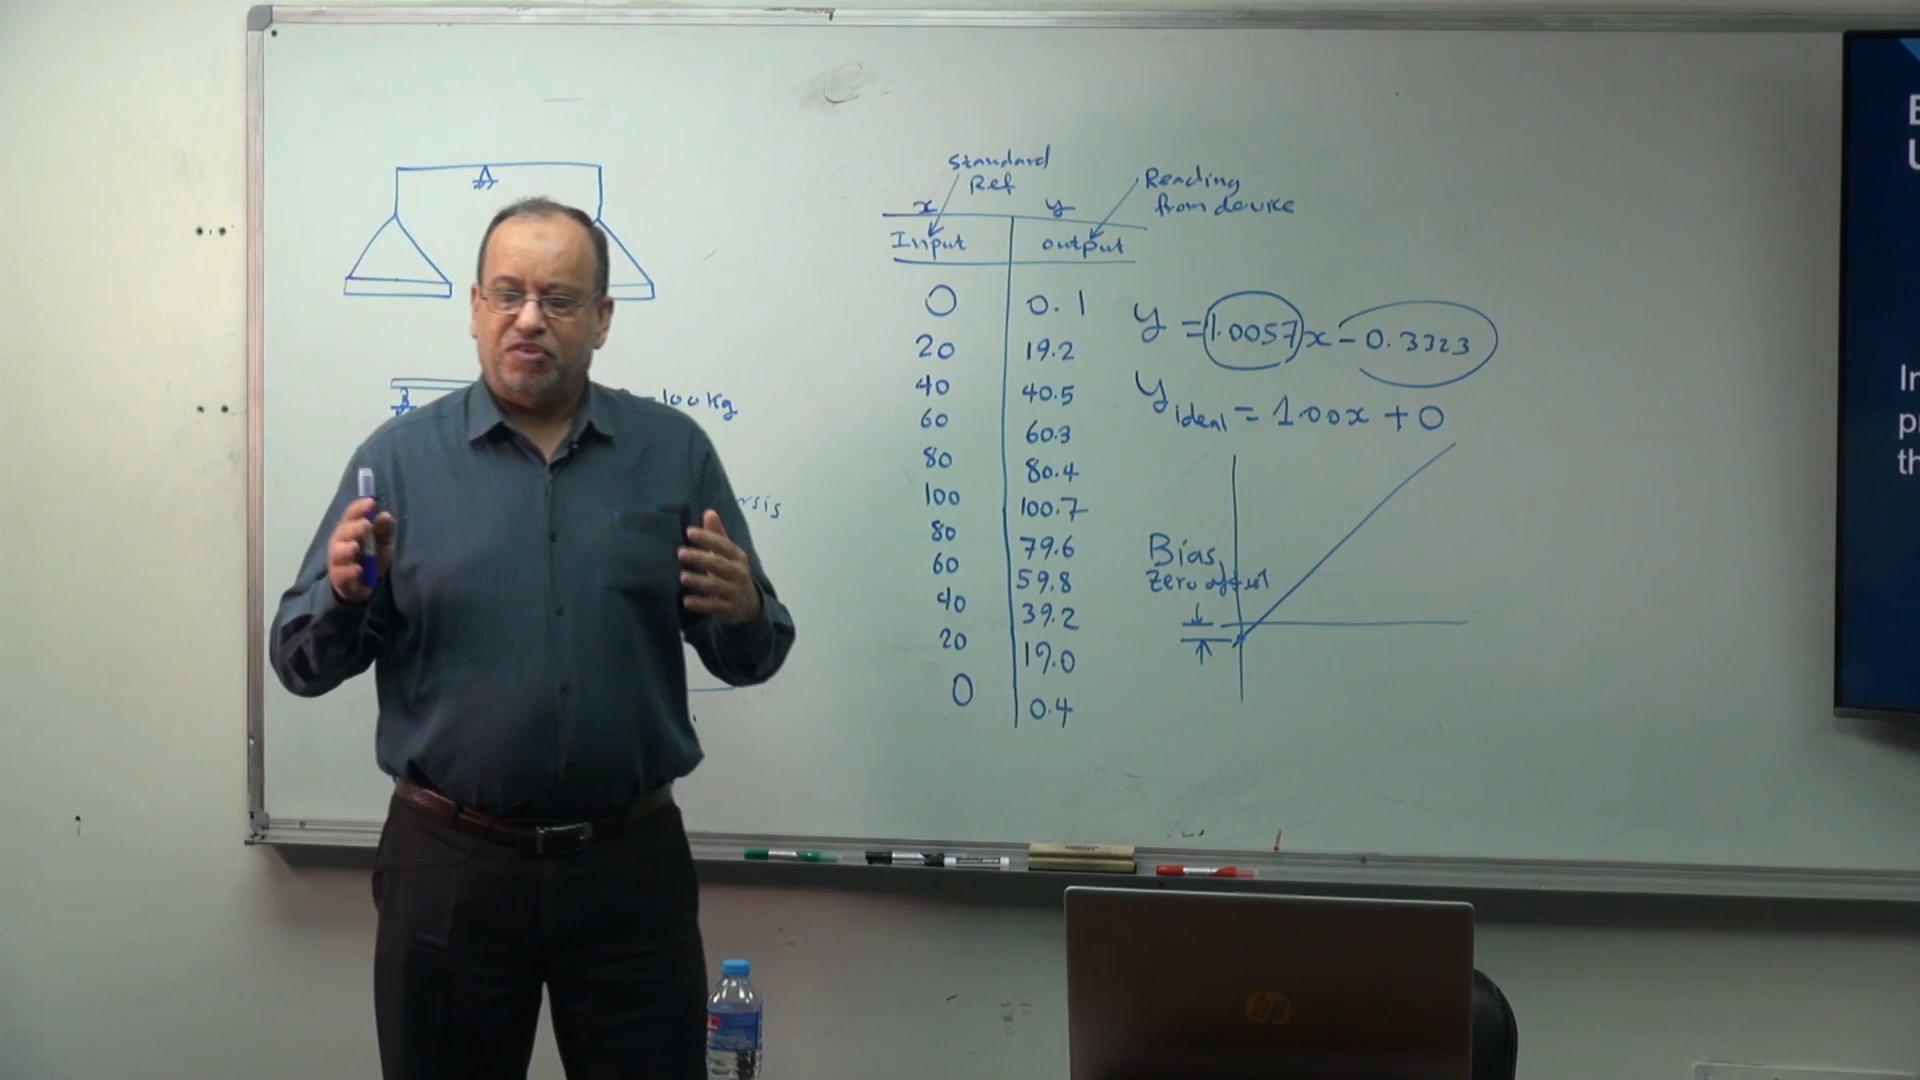 Standard
Ref
Reading
from device
x y
Input output
0 0.1
20 19.2
40 40.5
60 60.3
80 80.4
100 100.7
80 79.6
60 59.8
40 39.2
20 19.0
0 0.4
y = 1.0057x - 0.3323
y ideal = 1.00x + 0
Bias,
Zero offset
100kg
hp